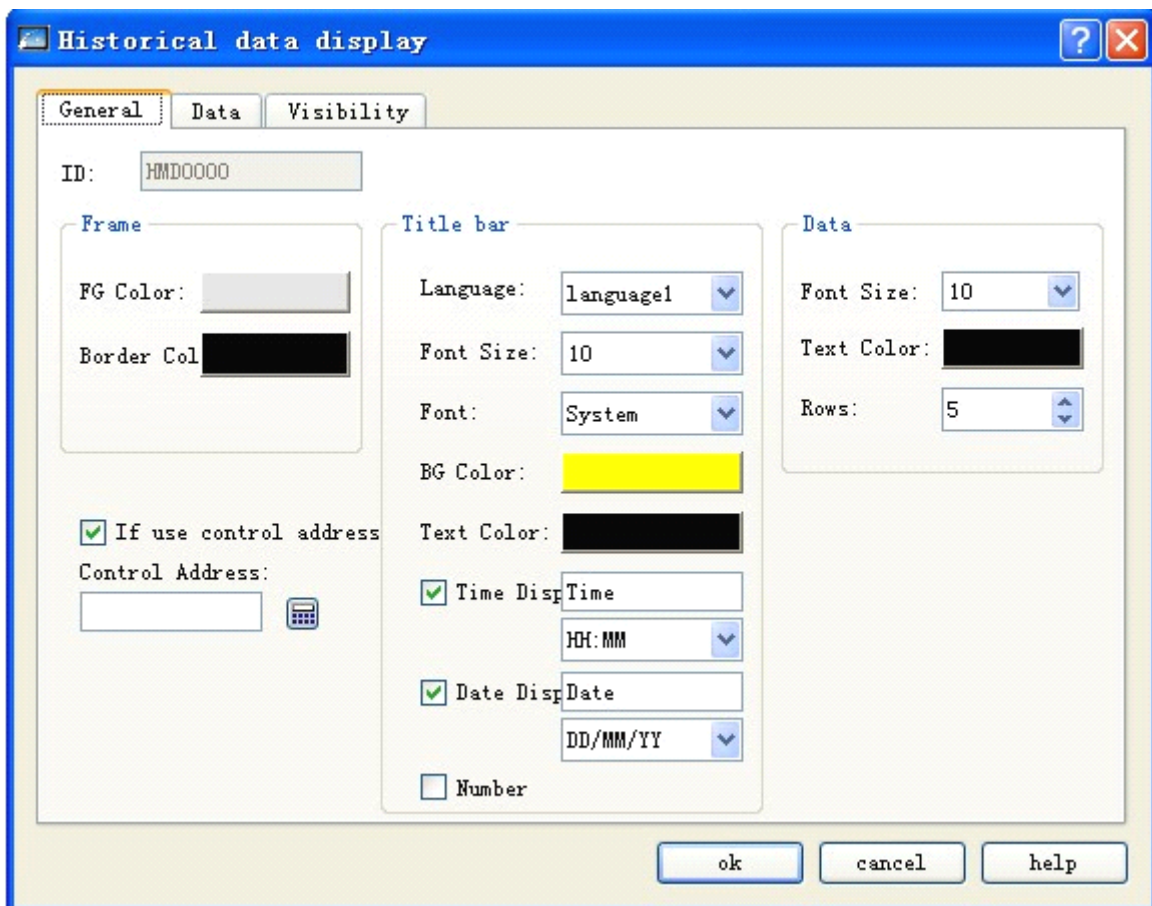 Historical data display
General Data Visibility
ID: HMD0000
Frame
FG Color:
Border Col
If use control address
Control Address:
Title bar
Language: language1
Font Size: 10
Font: System
BG Color:
Text Color:
Time Disp Time
HH:MM
Date Disp Date
DD/MM/YY
Number
Data
Font Size: 10
Text Color:
Rows: 5
ok cancel help